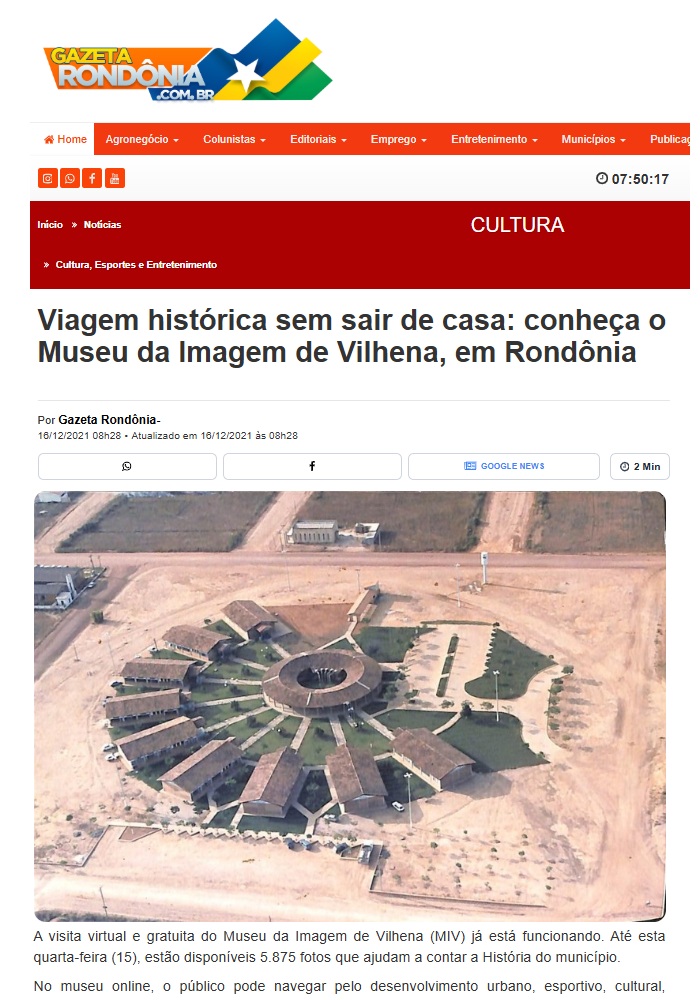 GAZETA
RONDÔNIA
.COM.BR
Home Agronegócio Colunistas Editoriais Emprego Entretenimento Municípios Publicaç
07:50:17
Início » Notícias
CULTURA
» Cultura, Esportes e Entretenimento
Viagem histórica sem sair de casa: conheça o
Museu da Imagem de Vilhena, em Rondônia
Por Gazeta Rondônia-
16/12/2021 08h28 • Atualizado em 16/12/2021 às 08h28
GOOGLE NEWS
2 Min
A visita virtual e gratuita do Museu da Imagem de Vilhena (MIV) já está funcionando. Até esta
quarta-feira (15), estão disponíveis 5.875 fotos que ajudam a contar a História do município.
No museu online, o público pode navegar pelo desenvolvimento urbano, esportivo, cultural,